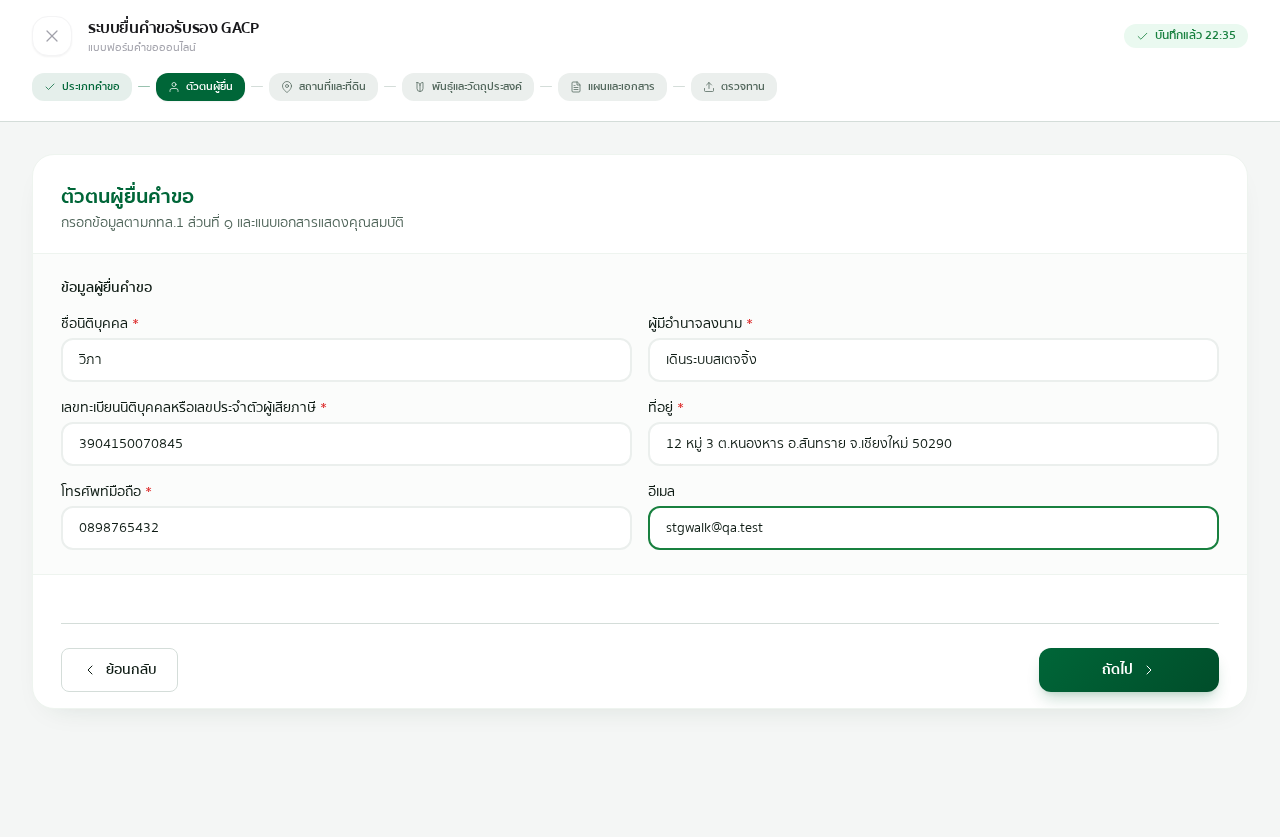 ระบบยื่นคำขอรับรอง GACP
แบบฟอร์มคำขอออนไลน์
บันทึกแล้ว 22:35
ประเภทคำขอ
ตัวตนผู้ยื่น
สถานที่และที่ดิน
พันธุ์และวัตถุประสงค์
แผนและเอกสาร
ตรวจทาน
ตัวตนผู้ยื่นคำขอ
กรอกข้อมูลตามกทล.1 ส่วนที่ ๑ และแนบเอกสารแสดงคุณสมบัติ
ข้อมูลผู้ยื่นคำขอ
ชื่อนิติบุคคล *
ผู้มีอำนาจลงนาม *
วิภา
เดินระบบสเตจจิ้ง
เลขทะเบียนนิติบุคคลหรือเลขประจำตัวผู้เสียภาษี *
ที่อยู่ *
3904150070845
12 หมู่ 3 ต.หนองหาร อ.สันทราย จ.เชียงใหม่ 50290
โทรศัพท์มือถือ *
อีเมล
0898765432
stgwalk@qa.test
ย้อนกลับ
ถัดไป